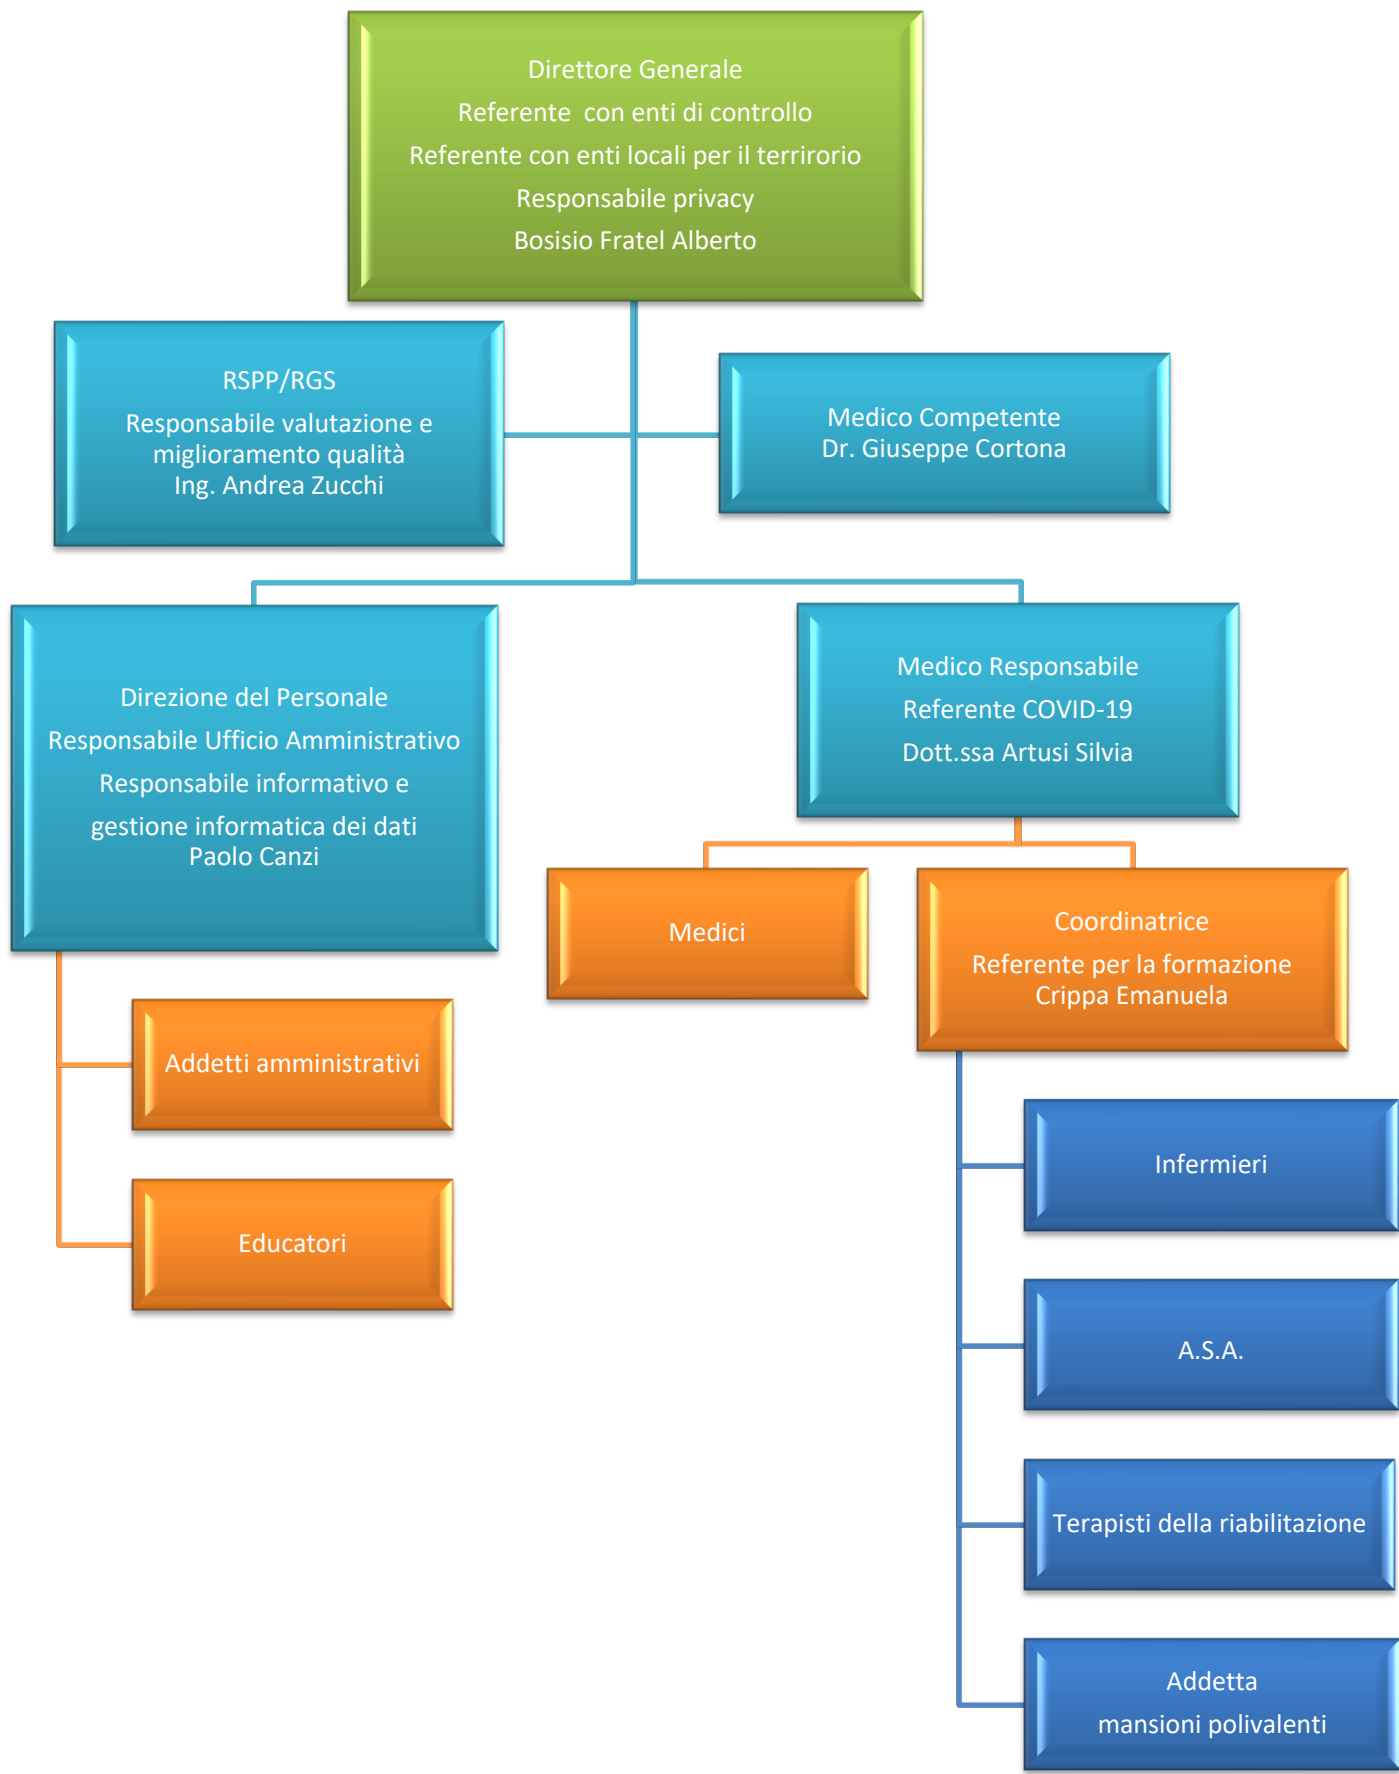 Direttore Generale
Referente  con enti di controllo
Referente con enti locali per il terrirorio
Responsabile privacy
Bosisio Fratel Alberto
RSPP/RGS
Responsabile valutazione e
miglioramento qualità
Ing. Andrea Zucchi
Medico Competente
Dr. Giuseppe Cortona
Direzione del Personale
Responsabile Ufficio Amministrativo
Responsabile informativo e
gestione informatica dei dati
Paolo Canzi
Medico Responsabile
Referente COVID-19
Dott.ssa Artusi Silvia
Medici
Coordinatrice
Referente per la formazione
Crippa Emanuela
Addetti amministrativi
Educatori
Infermieri
A.S.A.
Terapisti della riabilitazione
Addetta
mansioni polivalenti